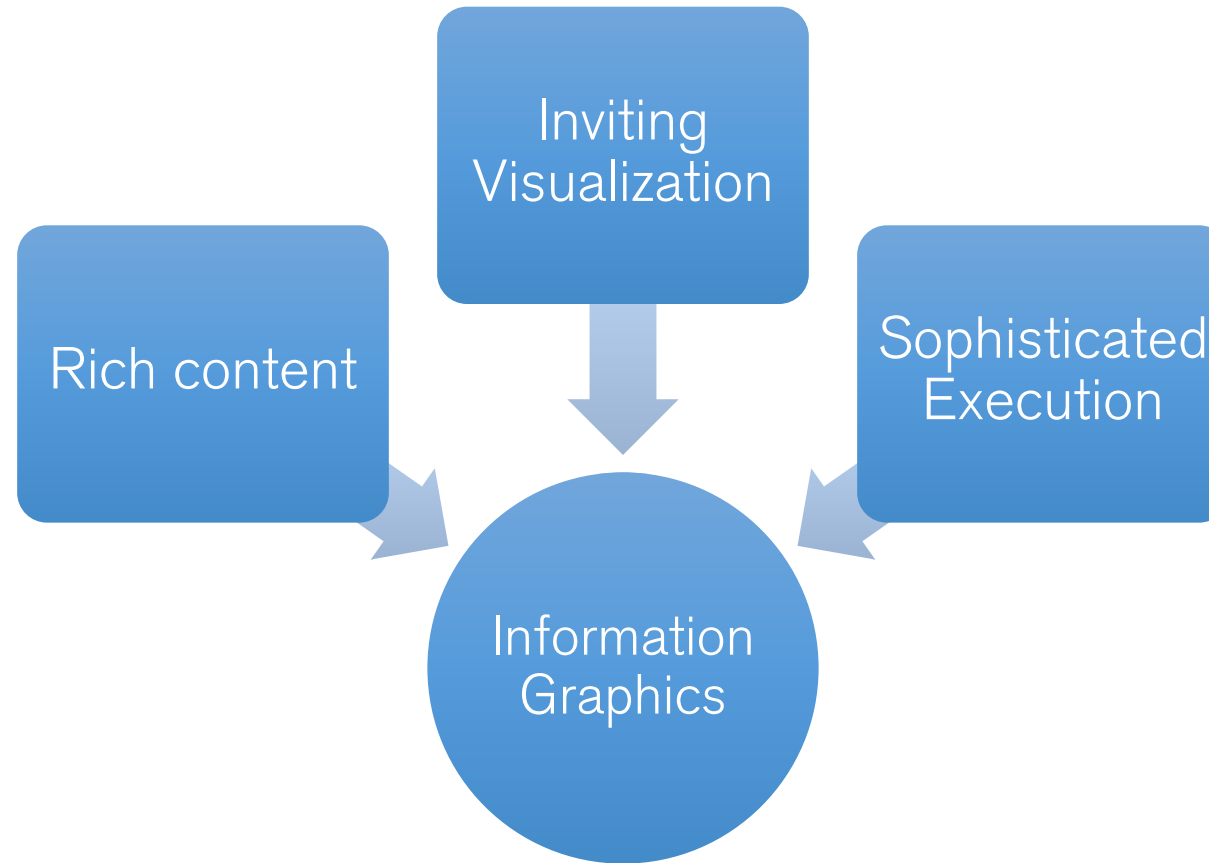 Inviting
Visualization
Rich content
Sophisticated
Execution
Information
Graphics